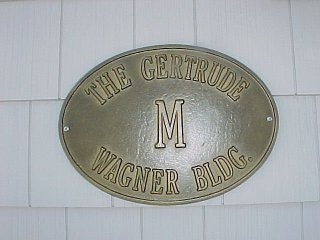 THE GERTRUDE
M
WAGNER BLDG.